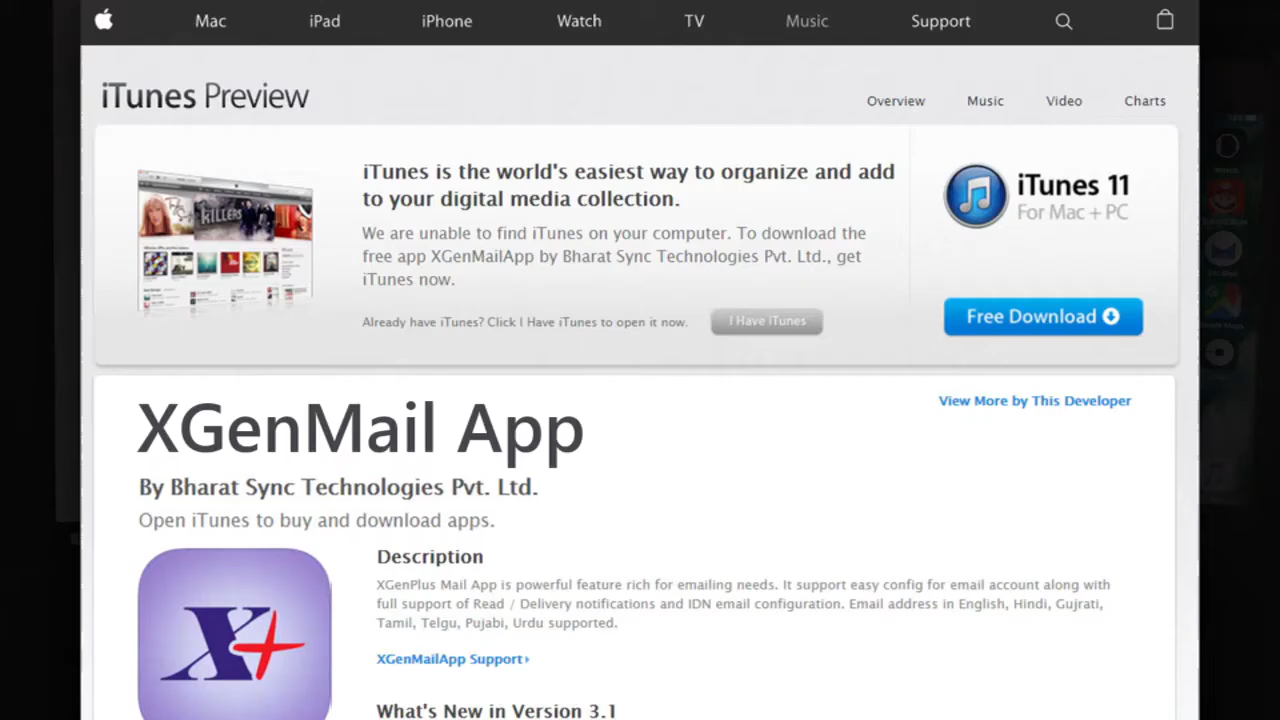 Mac iPad iPhone Watch TV Music Support
iTunes Preview
Overview Music Video Charts
iTunes is the world's easiest way to organize and add
to your digital media collection.
We are unable to find iTunes on your computer. To download the
free app XGenMailApp by Bharat Sync Technologies Pvt. Ltd., get
iTunes now.
Already have iTunes? Click I Have iTunes to open it now.
I Have iTunes
iTunes 11
For Mac + PC
Free Download
KILLERS
XGenMail App
View More by This Developer
By Bharat Sync Technologies Pvt. Ltd.
Open iTunes to buy and download apps.
X+
Description
XGenPlus Mail App is powerful feature rich for emailing needs. It support easy config for email account along with
full support of Read / Delivery notifications and IDN email configuration. Email address in English, Hindi, Gujrati,
Tamil, Telgu, Pujabi, Urdu supported.
XGenMailApp Support
What's New in Version 3.1